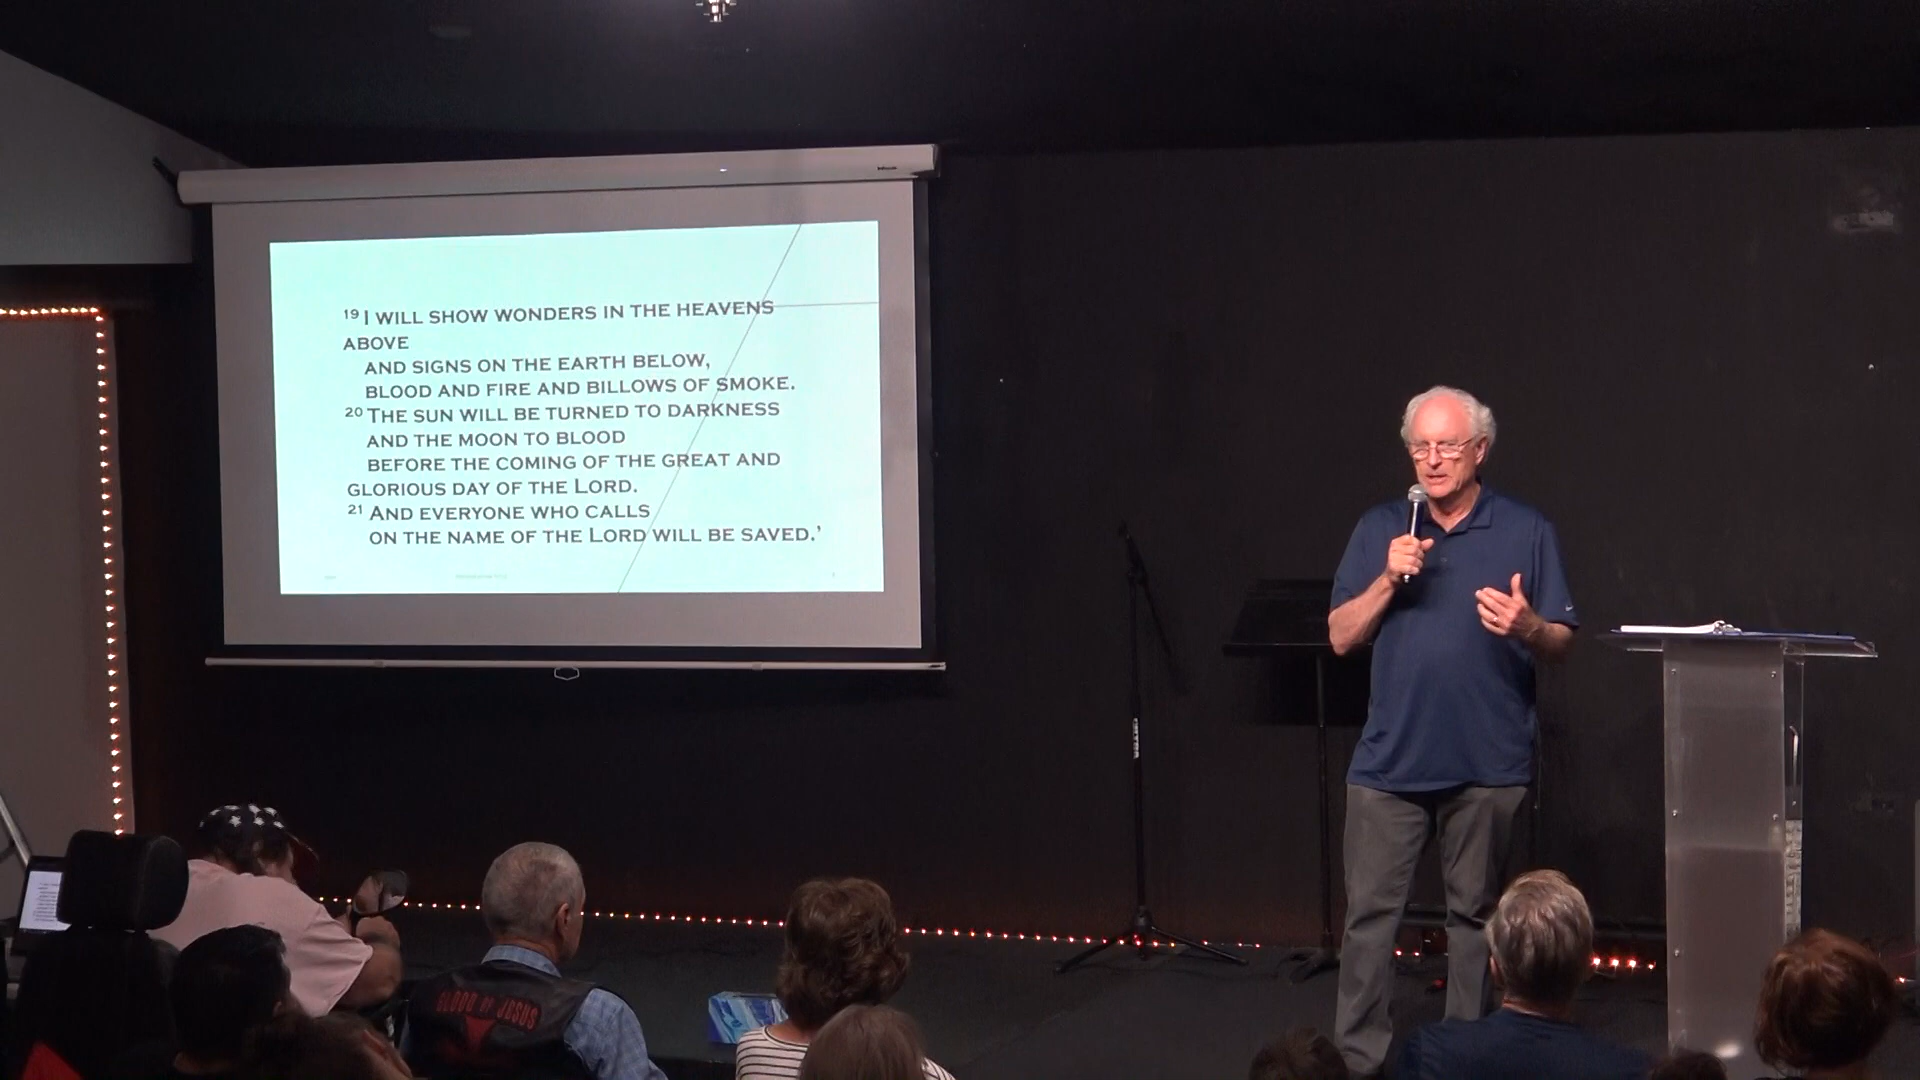 19 I WILL SHOW WONDERS IN THE HEAVENS
ABOVE
AND SIGNS ON THE EARTH BELOW,
BLOOD AND FIRE AND BILLOWS OF SMOKE.
20 THE SUN WILL BE TURNED TO DARKNESS
AND THE MOON TO BLOOD
BEFORE THE COMING OF THE GREAT AND
GLORIOUS DAY OF THE LORD.
21 AND EVERYONE WHO CALLS
ON THE NAME OF THE LORD WILL BE SAVED.’
BLOOD OF JESUS